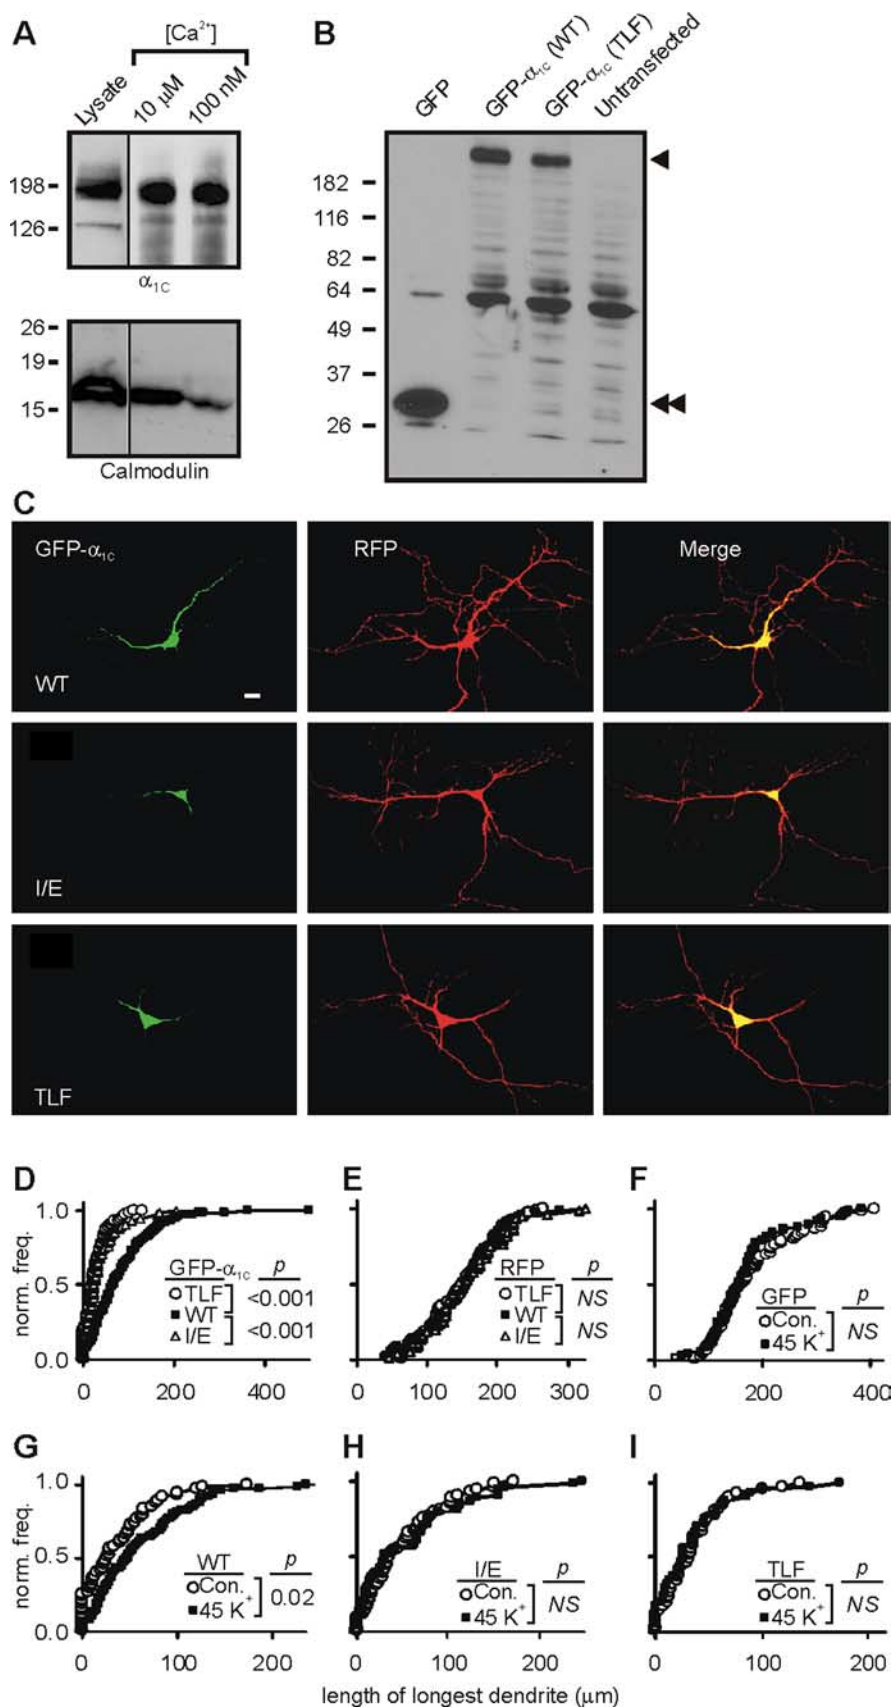 A
[Ca²⁺]
Lysate
10 µM
100 nM
198
126
α1C
26
19
15
Calmodulin
B
GFP
GFP-α1C (WT)
GFP-α1C (TLF)
Untransfected
182
116
82
64
49
37
26
C
GFP-α1C
RFP
Merge
WT
I/E
TLF
D
norm. freq.
1.0
0.5
0.0
GFP-α1C p
TLF <0.001
WT
I/E <0.001
0 200 400
E
RFP p
TLF NS
WT
I/E NS
0 100 200 300
F
GFP p
Con.
45 K⁺ NS
0 200 400
G
norm. freq.
1.0
0.5
0.0
WT p
Con. 0.02
45 K⁺
0 100 200
H
I/E p
Con. NS
45 K⁺
0 100 200
I
TLF p
Con. NS
45 K⁺
0 100 200
length of longest dendrite (µm)